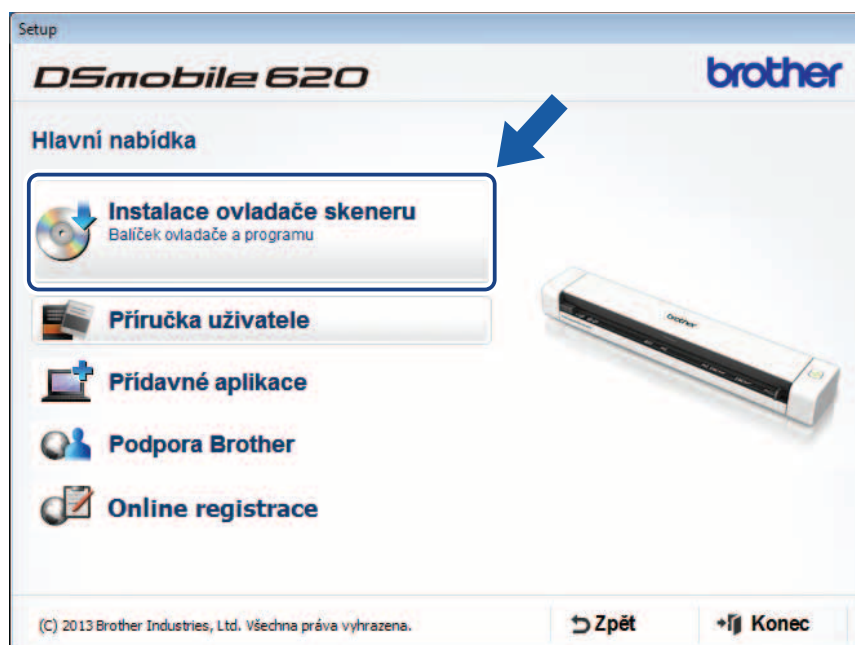 Setup
DSmobile 620
brother
Hlavní nabídka
Instalace ovladače skeneru
Balíček ovladače a programu
Příručka uživatele
Přídavné aplikace
Podpora Brother
Online registrace
brother
(C) 2013 Brother Industries, Ltd. Všechna práva vyhrazena.
Zpět
Konec